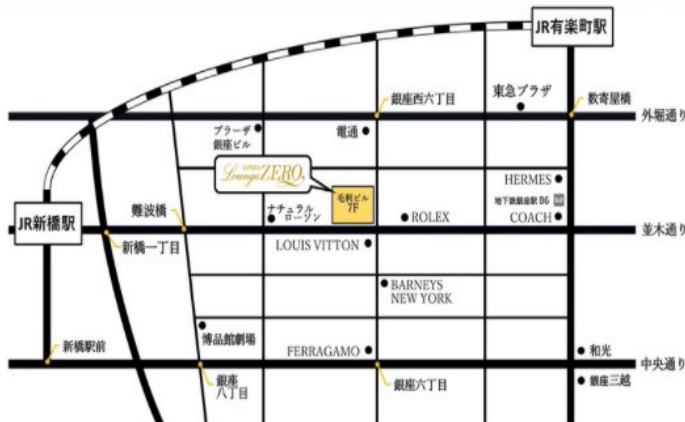 JR有楽町駅
東急プラザ
銀座西六丁目
数寄屋橋
外堀通り
ブラーザ
銀座ビル
電通
GINZA
Lounge ZERO
毛利ビル
7F
HERMES
地下鉄銀座駅 B6
COACH
JR新橋駅
難波橋
ナチュラル
ローソン
ROLEX
並木通り
新橋一丁目
LOUIS VITTON
BARNEYS
NEW YORK
博品館劇場
新橋駅前
FERRAGAMO
和光
中央通り
銀座
八丁目
銀座六丁目
銀座三越